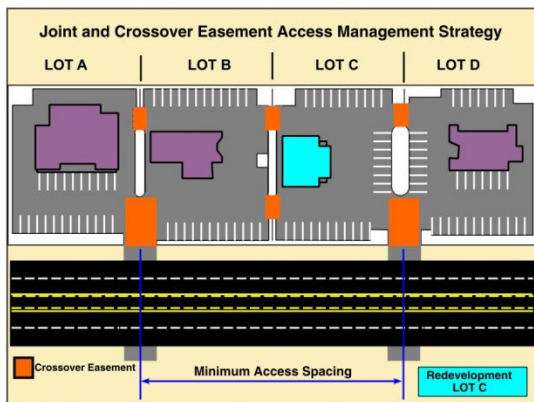 Joint and Crossover Easement Access Management Strategy
LOT A
LOT B
LOT C
LOT D
Crossover Easement
Minimum Access Spacing
Redevelopment
LOT C